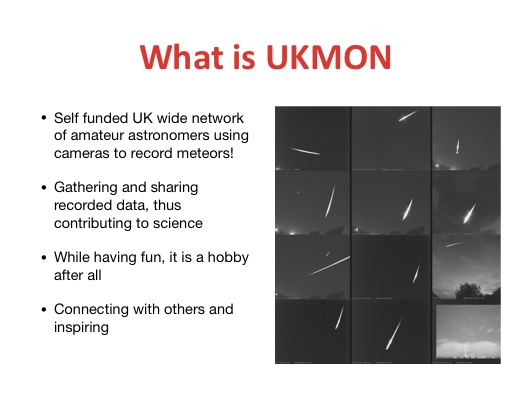 What is UKMON
• Self funded UK wide network
of amateur astronomers using
cameras to record meteors!
• Gathering and sharing
recorded data, thus
contributing to science
• While having fun, it is a hobby
after all
• Connecting with others and
inspiring